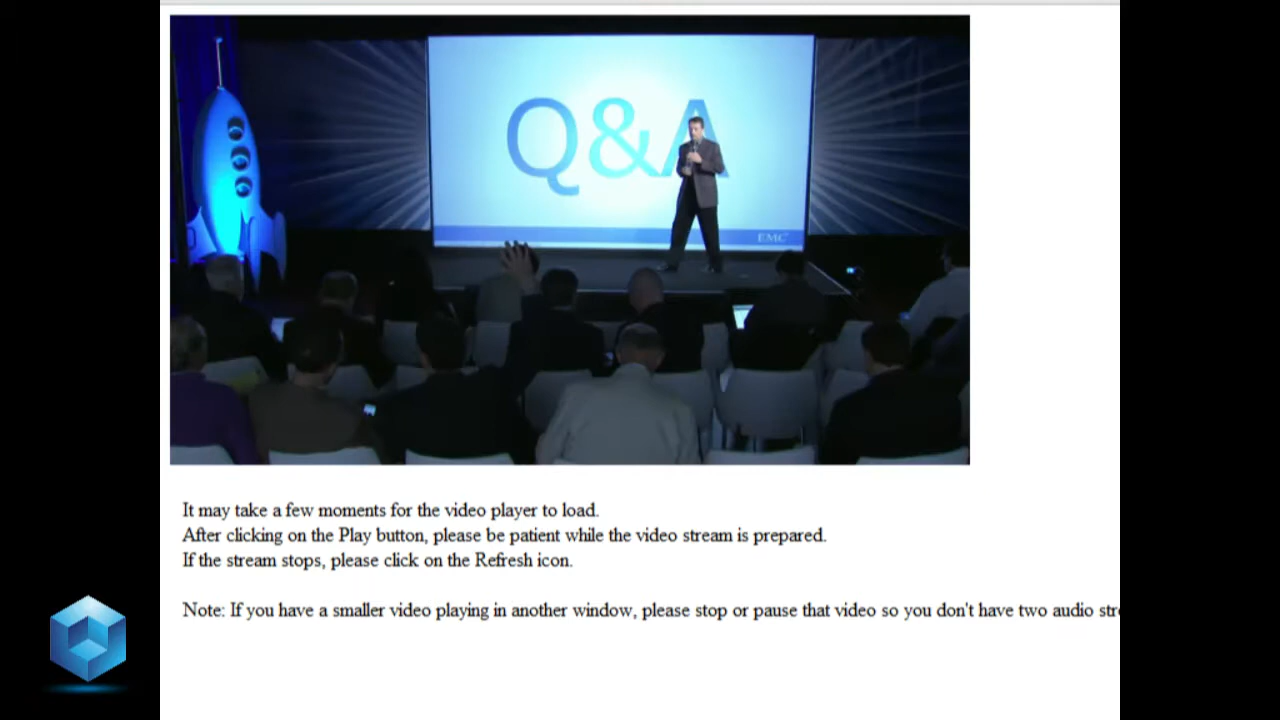 Q&A
EMC
It may take a few moments for the video player to load.
After clicking on the Play button, please be patient while the video stream is prepared.
If the stream stops, please click on the Refresh icon.
Note: If you have a smaller video playing in another window, please stop or pause that video so you don't have two audio